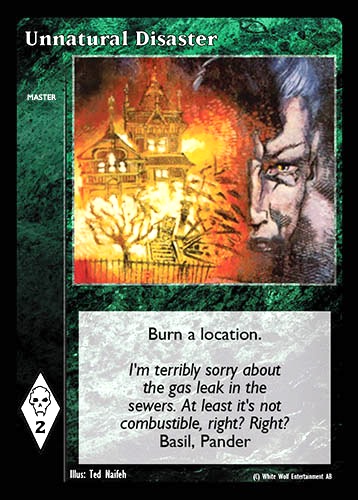 Unnatural Disaster
MASTER
Burn a location.
I'm terribly sorry about
the gas leak in the
sewers. At least it's not
combustible, right? Right?
Basil, Pander
2
Illus: Ted Naifeh
(C) White Wolf Entertainment AB